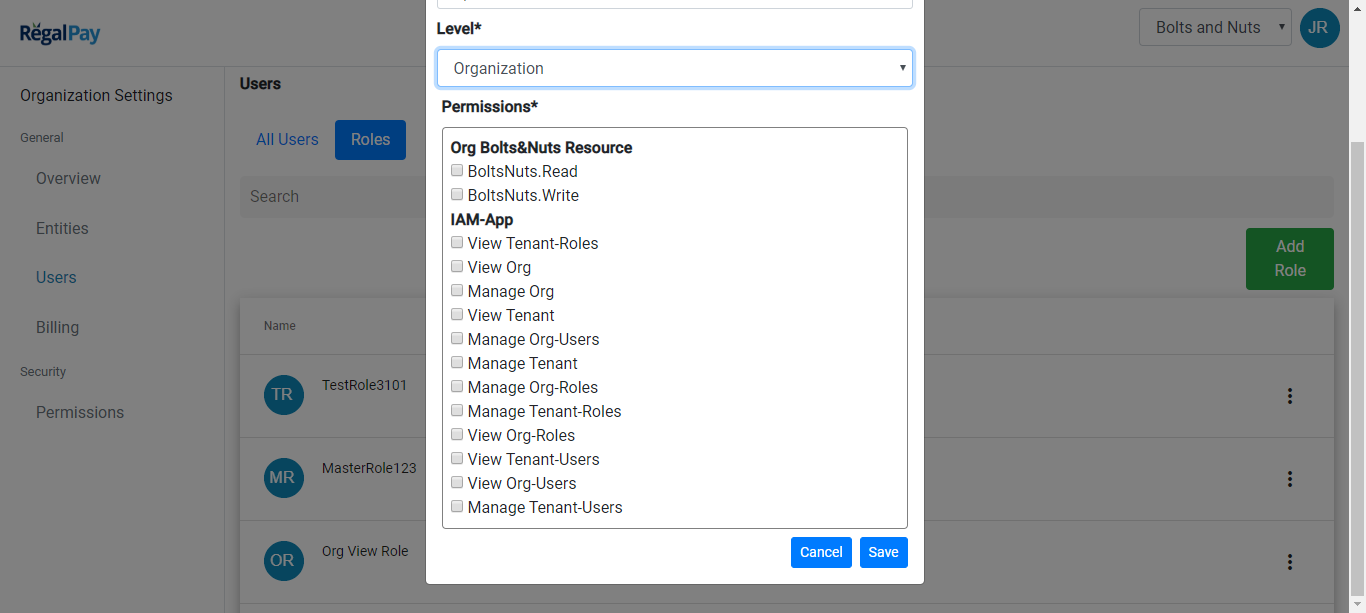 RegalPay
Bolts and Nuts
JR
Organization Settings
General
Overview
Entities
Users
Billing
Security
Permissions
Users
All Users
Roles
Search
Add
Role
Name
TR
TestRole3101
MR
MasterRole123
OR
Org View Role
Level*
Organization
Permissions*
Org Bolts&Nuts Resource
BoltsNuts.Read
BoltsNuts.Write
IAM-App
View Tenant-Roles
View Org
Manage Org
View Tenant
Manage Org-Users
Manage Tenant
Manage Org-Roles
Manage Tenant-Roles
View Org-Roles
View Tenant-Users
View Org-Users
Manage Tenant-Users
Cancel
Save